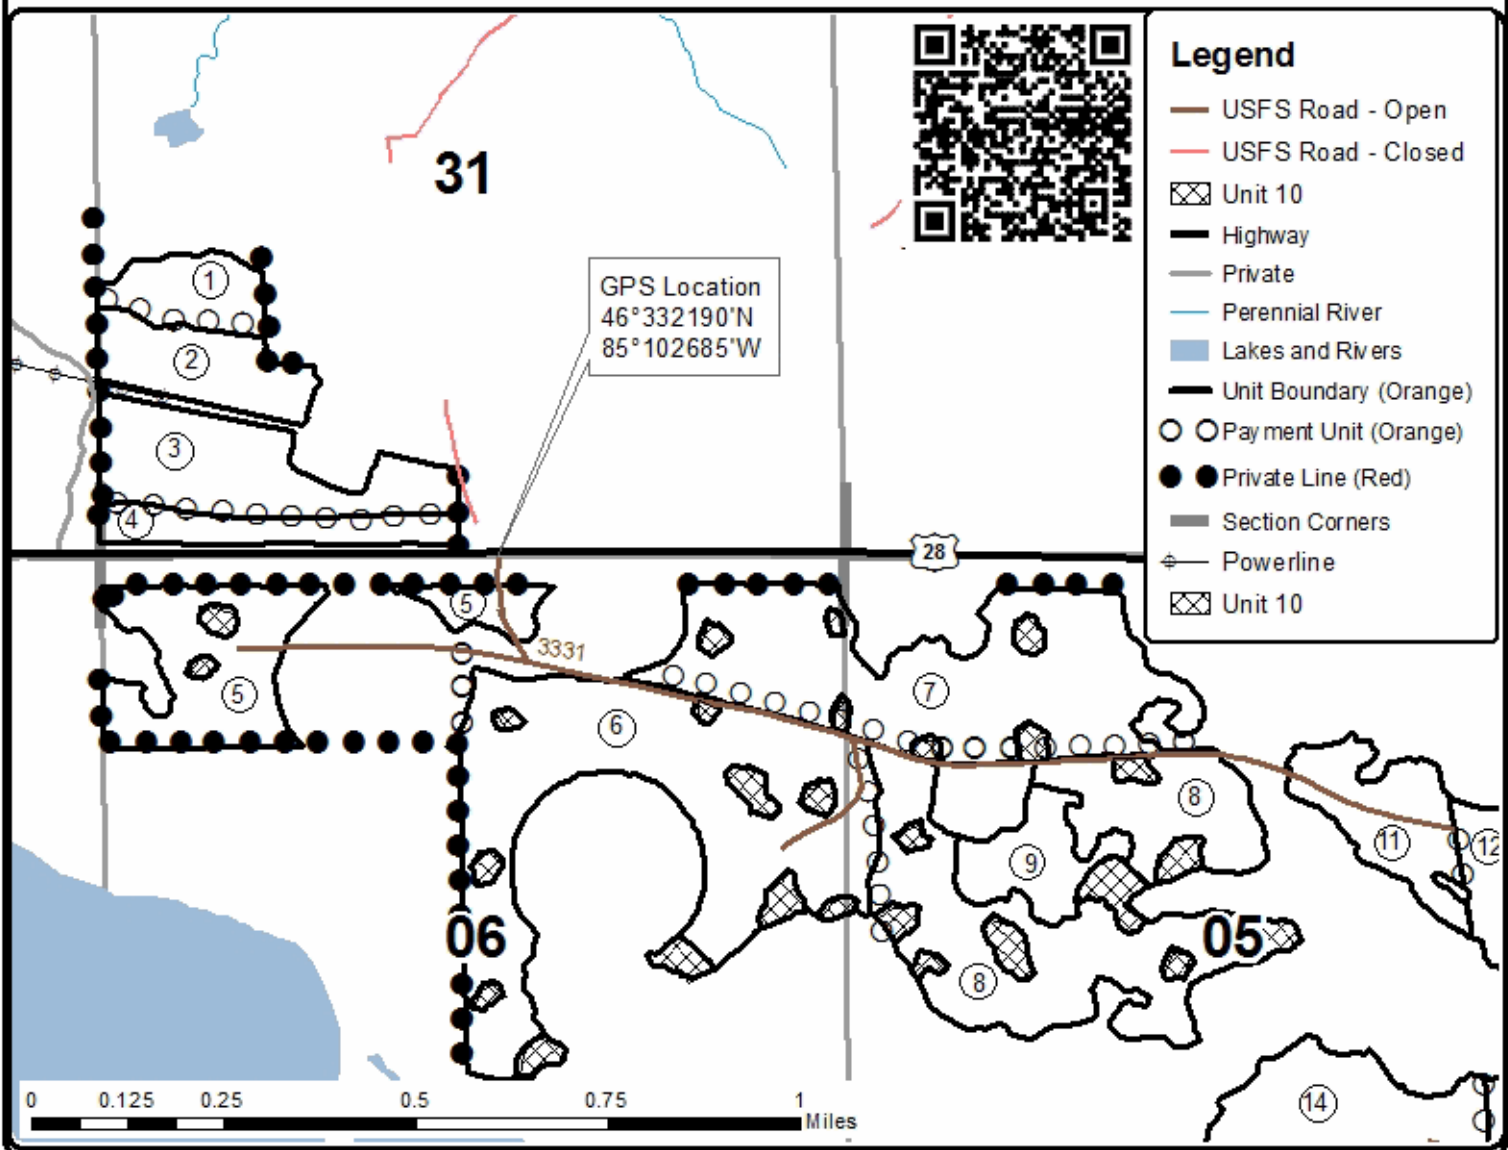 Legend
USFS Road - Open
USFS Road - Closed
Unit 10
Highway
Private
Perennial River
Lakes and Rivers
Unit Boundary (Orange)
Payment Unit (Orange)
Private Line (Red)
Section Corners
Powerline
Unit 10
31
1
GPS Location
46°332190'N
85°102685'W
2
3
4
28
5
5
3331
7
6
8
11
12
9
06
05
8
14
0 0.125 0.25 0.5 0.75 1
Miles